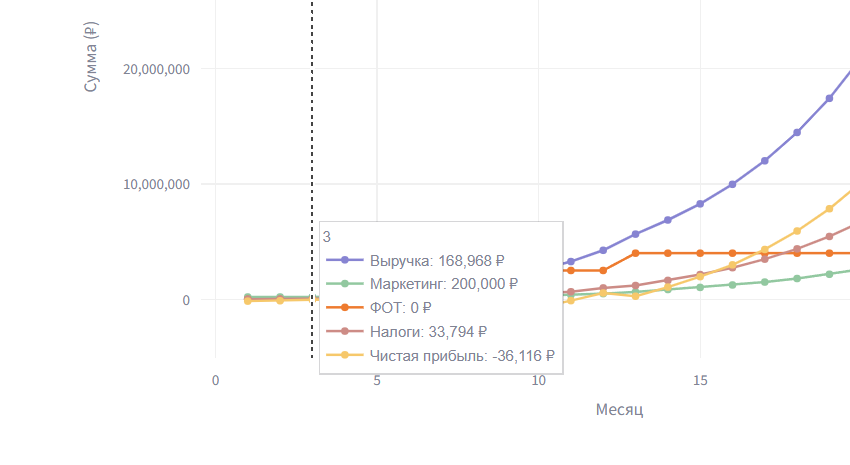 Сумма (₽)
20,000,000
10,000,000
0
3
Выручка: 168,968 ₽
Маркетинг: 200,000 ₽
ФОТ: 0 ₽
Налоги: 33,794 ₽
Чистая прибыль: -36,116 ₽
0 5 10 15
Месяц